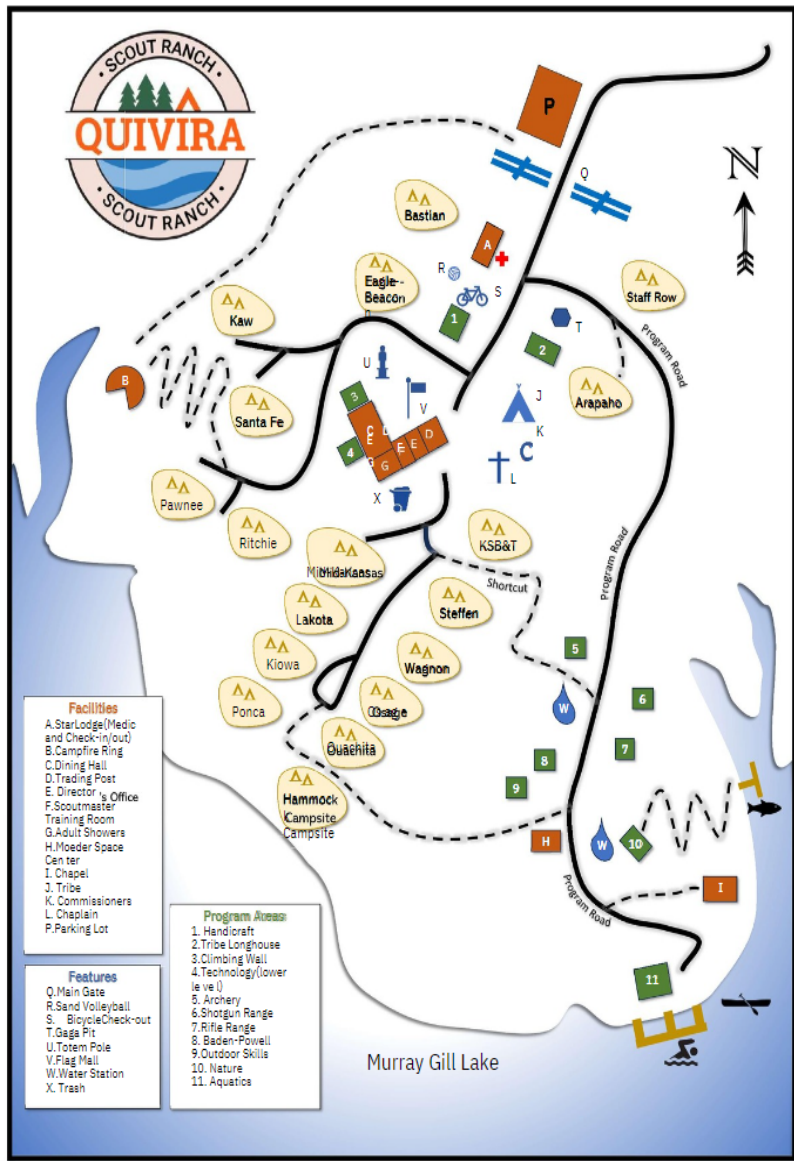 · SCOUT RANCH ·
QUIVIRA
· SCOUT RANCH ·
P
Q
N
Bastian
A
R
S
Eagle-
Beacon
Staff Row
Kaw
1
T
2
Program Road
B
U
Arapaho
3
V
J
Santa Fe
C
D
K
E
E
E
D
C
4
G
G
L
X
Pawnee
Ritchie
KSB&T
Program Road
Mid-Kansas
Shortcut
Lakota
Steffen
Kiowa
Wagnon
5
Ponca
Osage
W
6
Ouachita
7
8
9
Hammock
Campsite
Campsite
H
W
10
I
Program Road
11
Murray Gill Lake
Facilities
A.StarLodge(Medic
and Check-in/out)
B.Campfire Ring
C.Dining Hall
D.Trading Post
E. Director 's Office
F.Scoutmaster
Training Room
G.Adult Showers
H.Moeder Space
Cen ter
I. Chapel
J. Tribe
K. Commissioners
L. Chaplain
P.Parking Lot
Features
Q.Main Gate
R.Sand Volleyball
S. BicycleCheck-out
T.Gaga Pit
U.Totem Pole
V.Flag Mall
W.Water Station
X. Trash
Program Areas
1. Handicraft
2.Tribe Longhouse
3.Climbing Wall
4.Technology(lower
le ve l)
5. Archery
6.Shotgun Range
7.Rifle Range
8. Baden-Powell
9.Outdoor Skills
10. Nature
11. Aquatics